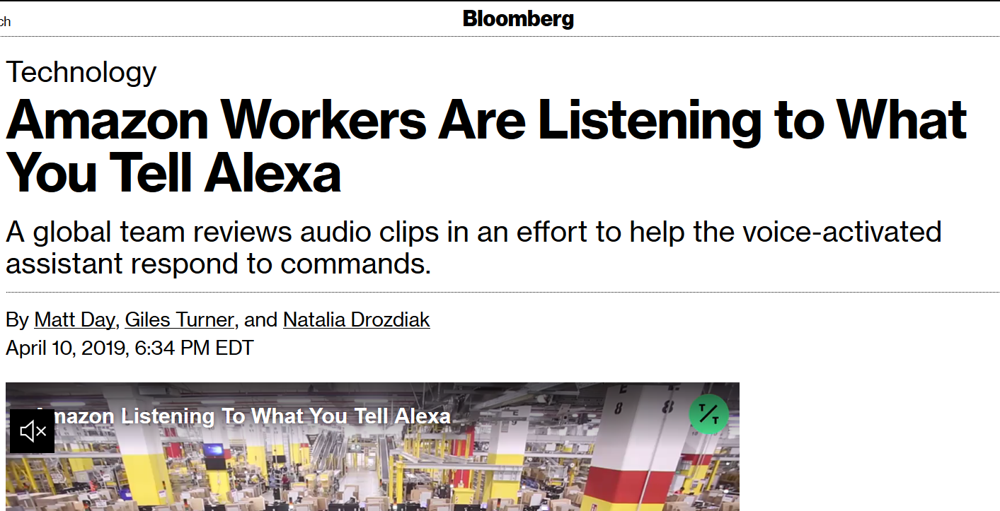 ch
Bloomberg
Technology
Amazon Workers Are Listening to What
You Tell Alexa
A global team reviews audio clips in an effort to help the voice-activated
assistant respond to commands.
By Matt Day, Giles Turner, and Natalia Drozdiak
April 10, 2019, 6:34 PM EDT
Amazon Listening To What You Tell Alexa
T/T
E
8
8